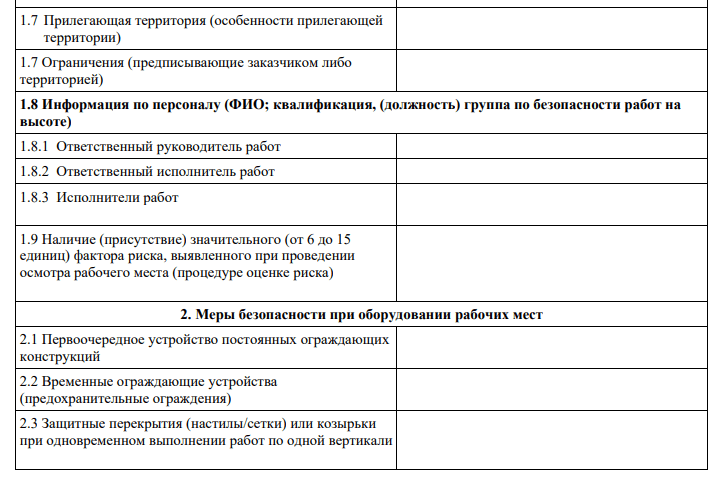 1.7 Прилегающая территория (особенности прилегающей
территории)
1.7 Ограничения (предписывающие заказчиком либо
территорией)
1.8 Информация по персоналу (ФИО; квалификация, (должность) группа по безопасности работ на
высоте)
1.8.1 Ответственный руководитель работ
1.8.2 Ответственный исполнитель работ
1.8.3 Исполнители работ
1.9 Наличие (присутствие) значительного (от 6 до 15
единиц) фактора риска, выявленного при проведении
осмотра рабочего места (процедуре оценке риска)
2. Меры безопасности при оборудовании рабочих мест
2.1 Первоочередное устройство постоянных ограждающих
конструкций
2.2 Временные ограждающие устройства
(предохранительные ограждения)
2.3 Защитные перекрытия (настилы/сетки) или козырьки
при одновременном выполнении работ по одной вертикали